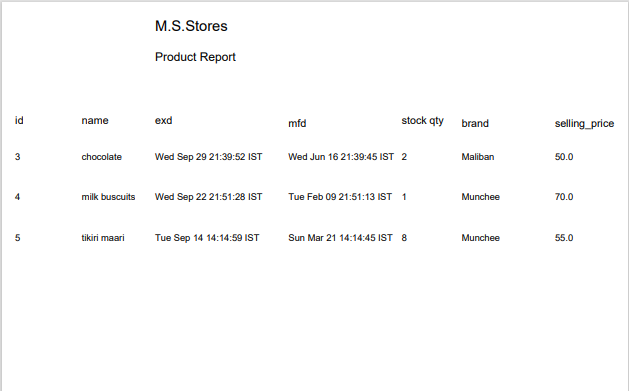 M.S.Stores
Product Report
id name exd mfd stock qty brand selling_price
3 chocolate Wed Sep 29 21:39:52 IST Wed Jun 16 21:39:45 IST 2 Maliban 50.0
4 milk buscuits Wed Sep 22 21:51:28 IST Tue Feb 09 21:51:13 IST 1 Munchee 70.0
5 tikiri maari Tue Sep 14 14:14:59 IST Sun Mar 21 14:14:45 IST 8 Munchee 55.0